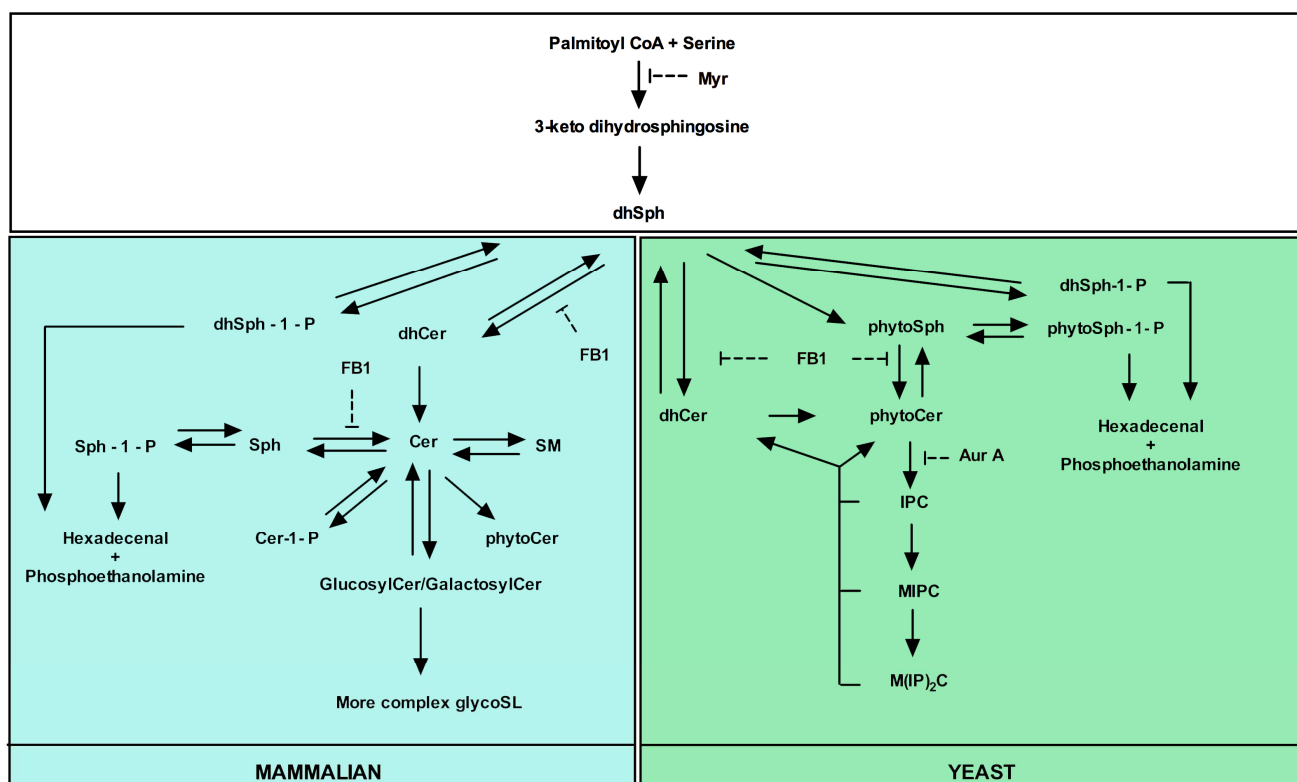 Palmitoyl CoA + Serine
Myr
3-keto dihydrosphingosine
dhSph
dhSph - 1 - P
dhCer
FB1
FB1
Sph - 1 - P
Sph
Cer
SM
Cer-1- P
phytoCer
Hexadecenal
+
Phosphoethanolamine
GlucosylCer/GalactosylCer
More complex glycoSL
MAMMALIAN
dhSph-1- P
phytoSph
phytoSph - 1- P
FB1
dhCer
phytoCer
Hexadecenal
+
Phosphoethanolamine
Aur A
IPC
MIPC
M(IP)₂C
YEAST